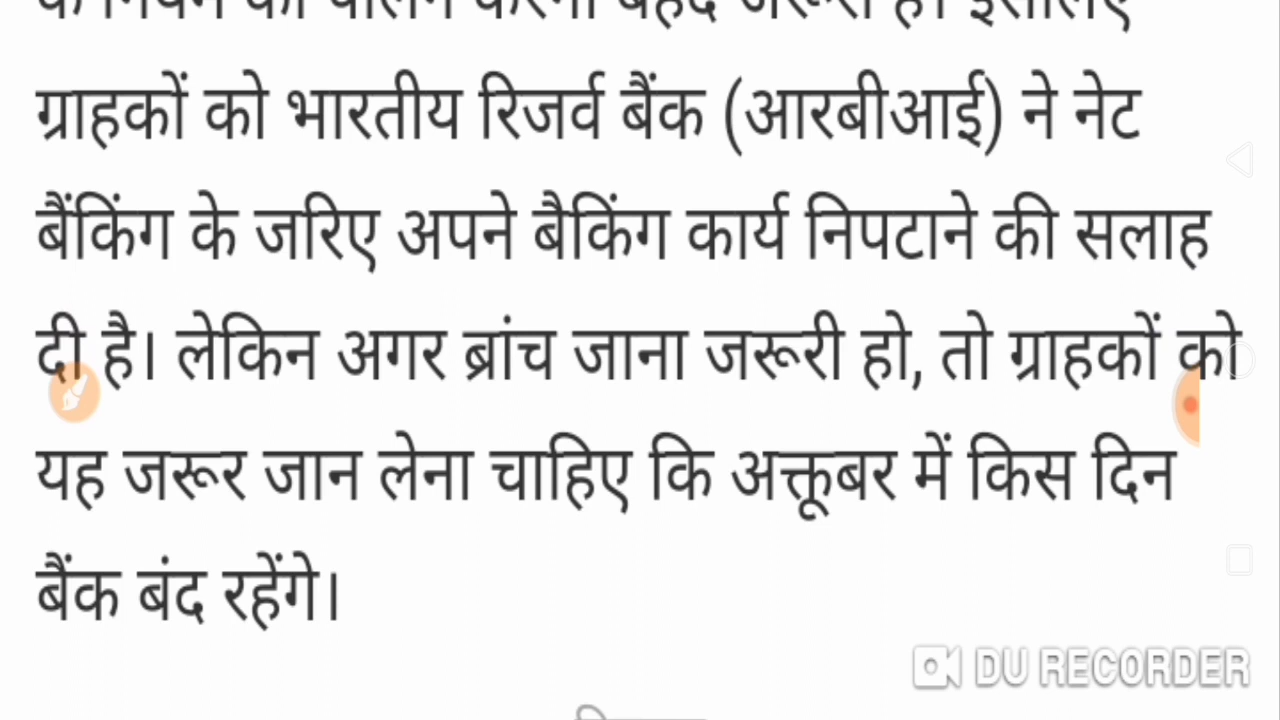 ग्राहकों को भारतीय रिजर्व बैंक (आरबीआई) ने नेट
बैंकिंग के जरिए अपने बैकिंग कार्य निपटाने की सलाह
दी है। लेकिन अगर ब्रांच जाना जरूरी हो, तो ग्राहकों को
यह जरूर जान लेना चाहिए कि अक्तूबर में किस दिन
बैंक बंद रहेंगे।
DU RECORDER